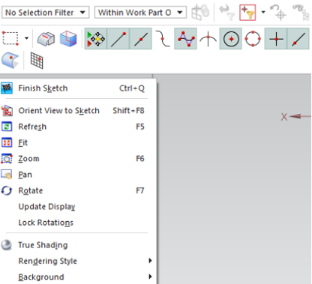 No Selection Filter Within Work Part O
Finish Sketch Ctrl+Q
Orient View to Sketch Shift+F8
Refresh F5
Fit
Zoom F6
Pan
Rotate F7
Update Display
Lock Rotations
True Shading
Rendering Style
Background
X